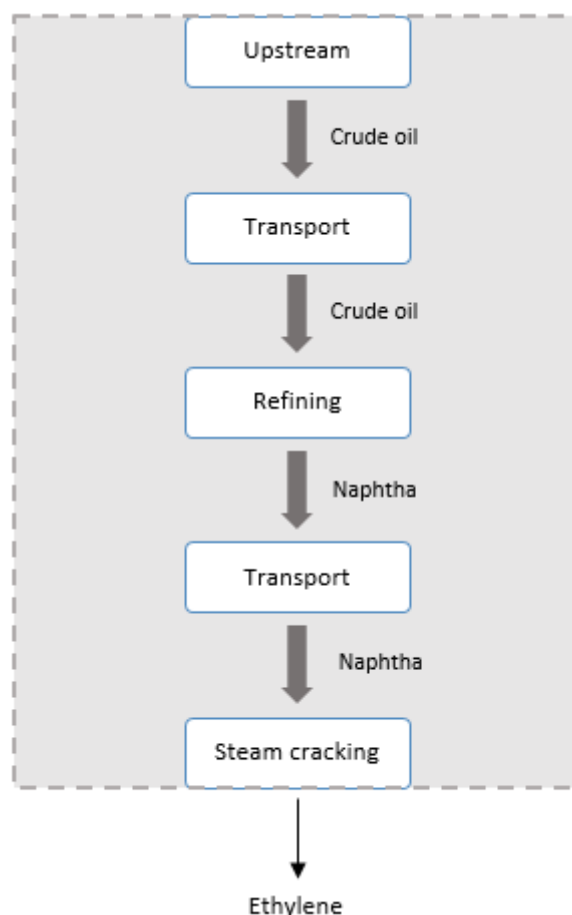 Upstream
Crude oil
Transport
Crude oil
Refining
Naphtha
Transport
Naphtha
Steam cracking
Ethylene